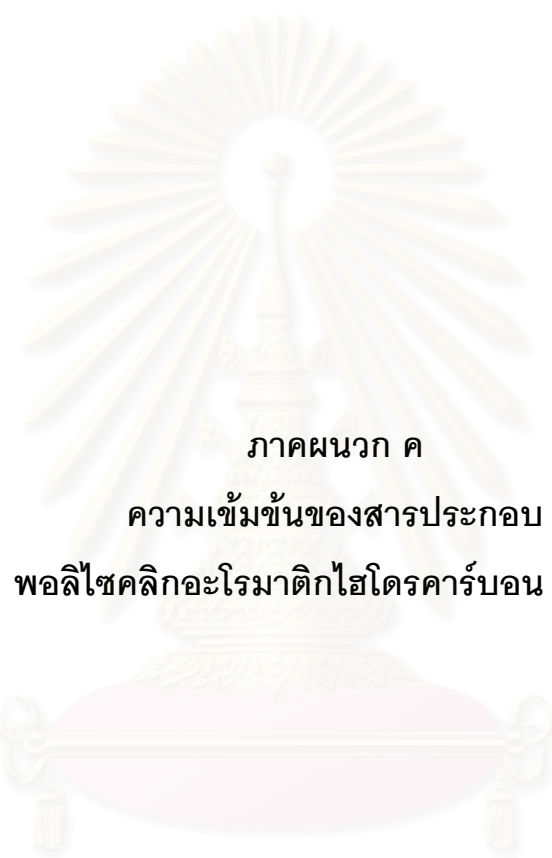 ภาคผนวก ค
ความเข้มข้นของสารประกอบ
พอลิไซคลิกอะโรมาติกไฮโดรคาร์บอน